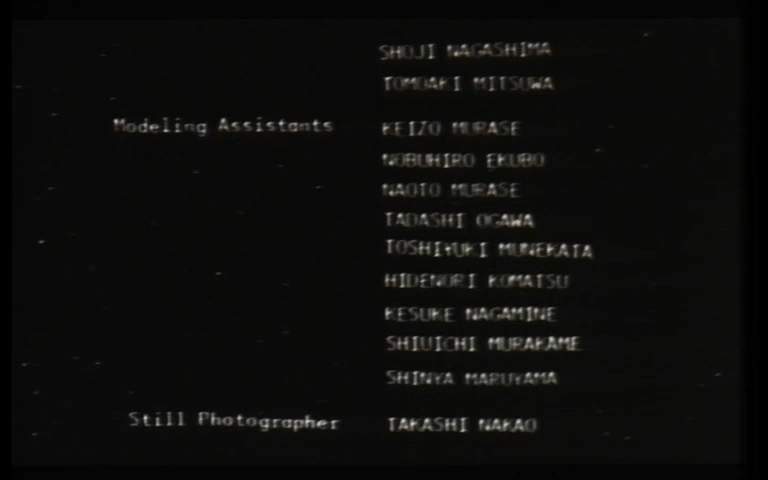 SHOJI NAGASHIMA
TOMOAKI MITSUWA
Modeling Assistants KEIZO MURASE
NOBUHIRO EKUBO
NAOTO MURASE
TADASHI OGAWA
TOSHIYUKI MUNEKATA
HIDENORI KOMATSU
KESUKE NAGAMINE
SHIUICHI MURAKAME
SHINYA MARUYAMA
Still Photographer TAKASHI NAKAO